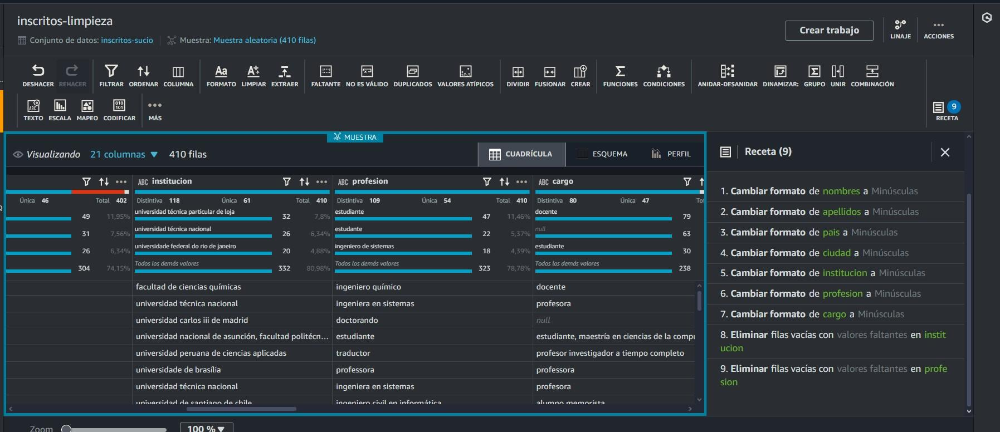 inscritos-limpieza
Conjunto de datos: inscritos-sucio
Muestra: Muestra aleatoria (410 filas)
Crear trabajo
LINAJE
ACCIONES
DESHACER REHACER FILTRAR ORDENAR COLUMNA FORMATO LIMPIAR EXTRAER FALTANTE NO ES VÁLIDO DUPLICADOS VALORES ATÍPICOS DIVIDIR FUSIONAR CREAR FUNCIONES CONDICIONES ANIDAR-DESANIDAR DINAMIZAR: GRUPO UNIR COMBINACIÓN
TEXTO ESCALA MAPEO CODIFICAR MÁS
9
RECETA
MUESTRA
Visualizando 21 columnas 410 filas
CUADRÍCULA ESQUEMA PERFIL
ABC institucion ABC profesion ABC cargo
Única 46 Total 402 Distintiva 118 Única 61 Total 410 Distintiva 109 Única 54 Total 410 Distintiva 80 Única 47 Tot
49 11,95% universidad técnica particular de loja 32 7,8% estudiante 47 11,46% docente 79
31 7,56% universidad técnica nacional 26 6,34% estudante 22 5,37% null 63
26 6,34% universidade federal do rio de janeiro 20 4,88% ingeniero de sistemas 18 4,39% estudiante 30
304 74,15% Todos los demás valores 332 80,98% Todos los demás valores 323 78,78% Todos los demás valores 238
facultad de ciencias químicas ingeniero químico docente
universidad técnica nacional ingeniera en sistemas profesora
universidad carlos iii de madrid doctorando null
universidad nacional de asunción, facultad politécn... estudiante estudiante, maestría en ciencias de la compu
universidad peruana de ciencias aplicadas traductor profesor investigador a tiempo completo
universidade de brasília professora professora
universidad técnica nacional ingeniera en sistemas profesora
universidad de santiago de chile ingeniero civil en informática alumno memorista
Receta (9)
1. Cambiar formato de nombres a Minúsculas
2. Cambiar formato de apellidos a Minúsculas
3. Cambiar formato de pais a Minúsculas
4. Cambiar formato de ciudad a Minúsculas
5. Cambiar formato de institucion a Minúsculas
6. Cambiar formato de profesion a Minúsculas
7. Cambiar formato de cargo a Minúsculas
8. Eliminar filas vacías con valores faltantes en instit
ucion
9. Eliminar filas vacías con valores faltantes en profe
sion
Zoom 100 %